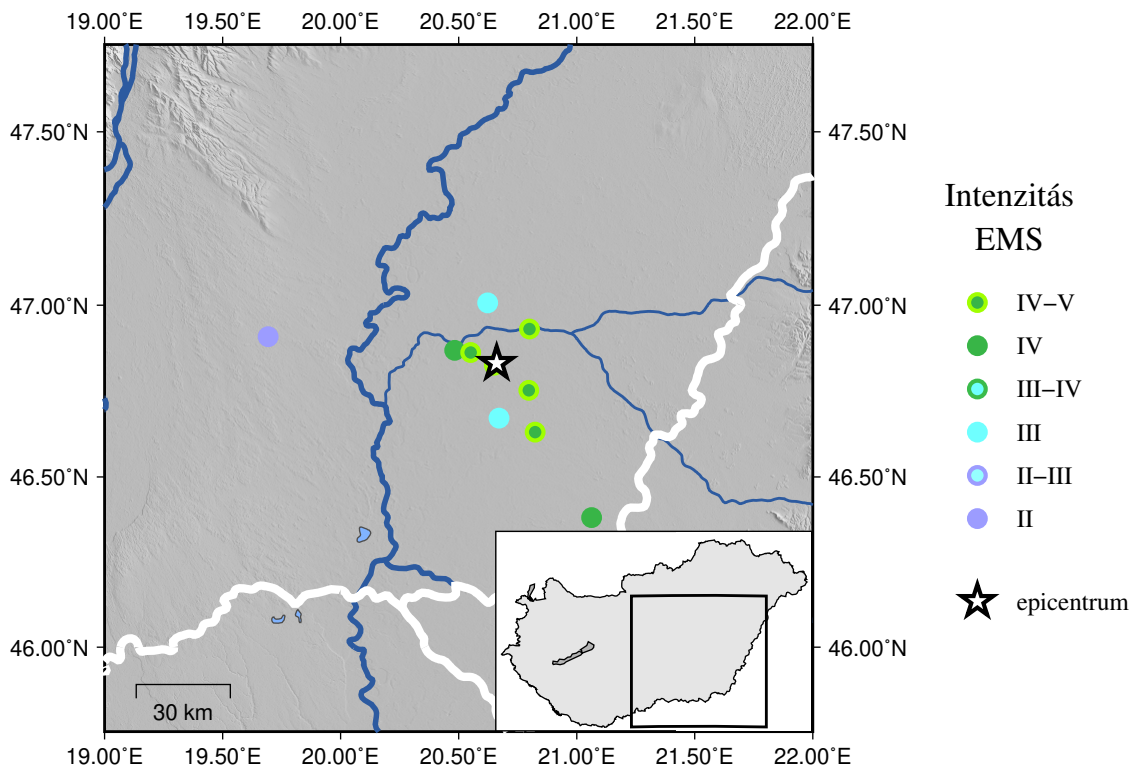 19.00˚E 19.50˚E 20.00˚E 20.50˚E 21.00˚E 21.50˚E 22.00˚E
47.50˚N 47.50˚N
Intenzitás
EMS
47.00˚N 47.00˚N
IV–V
IV
III–IV
III
46.50˚N 46.50˚N
II–III
II
epicentrum
46.00˚N 46.00˚N
30 km
19.00˚E 19.50˚E 20.00˚E 20.50˚E 21.00˚E 21.50˚E 22.00˚E